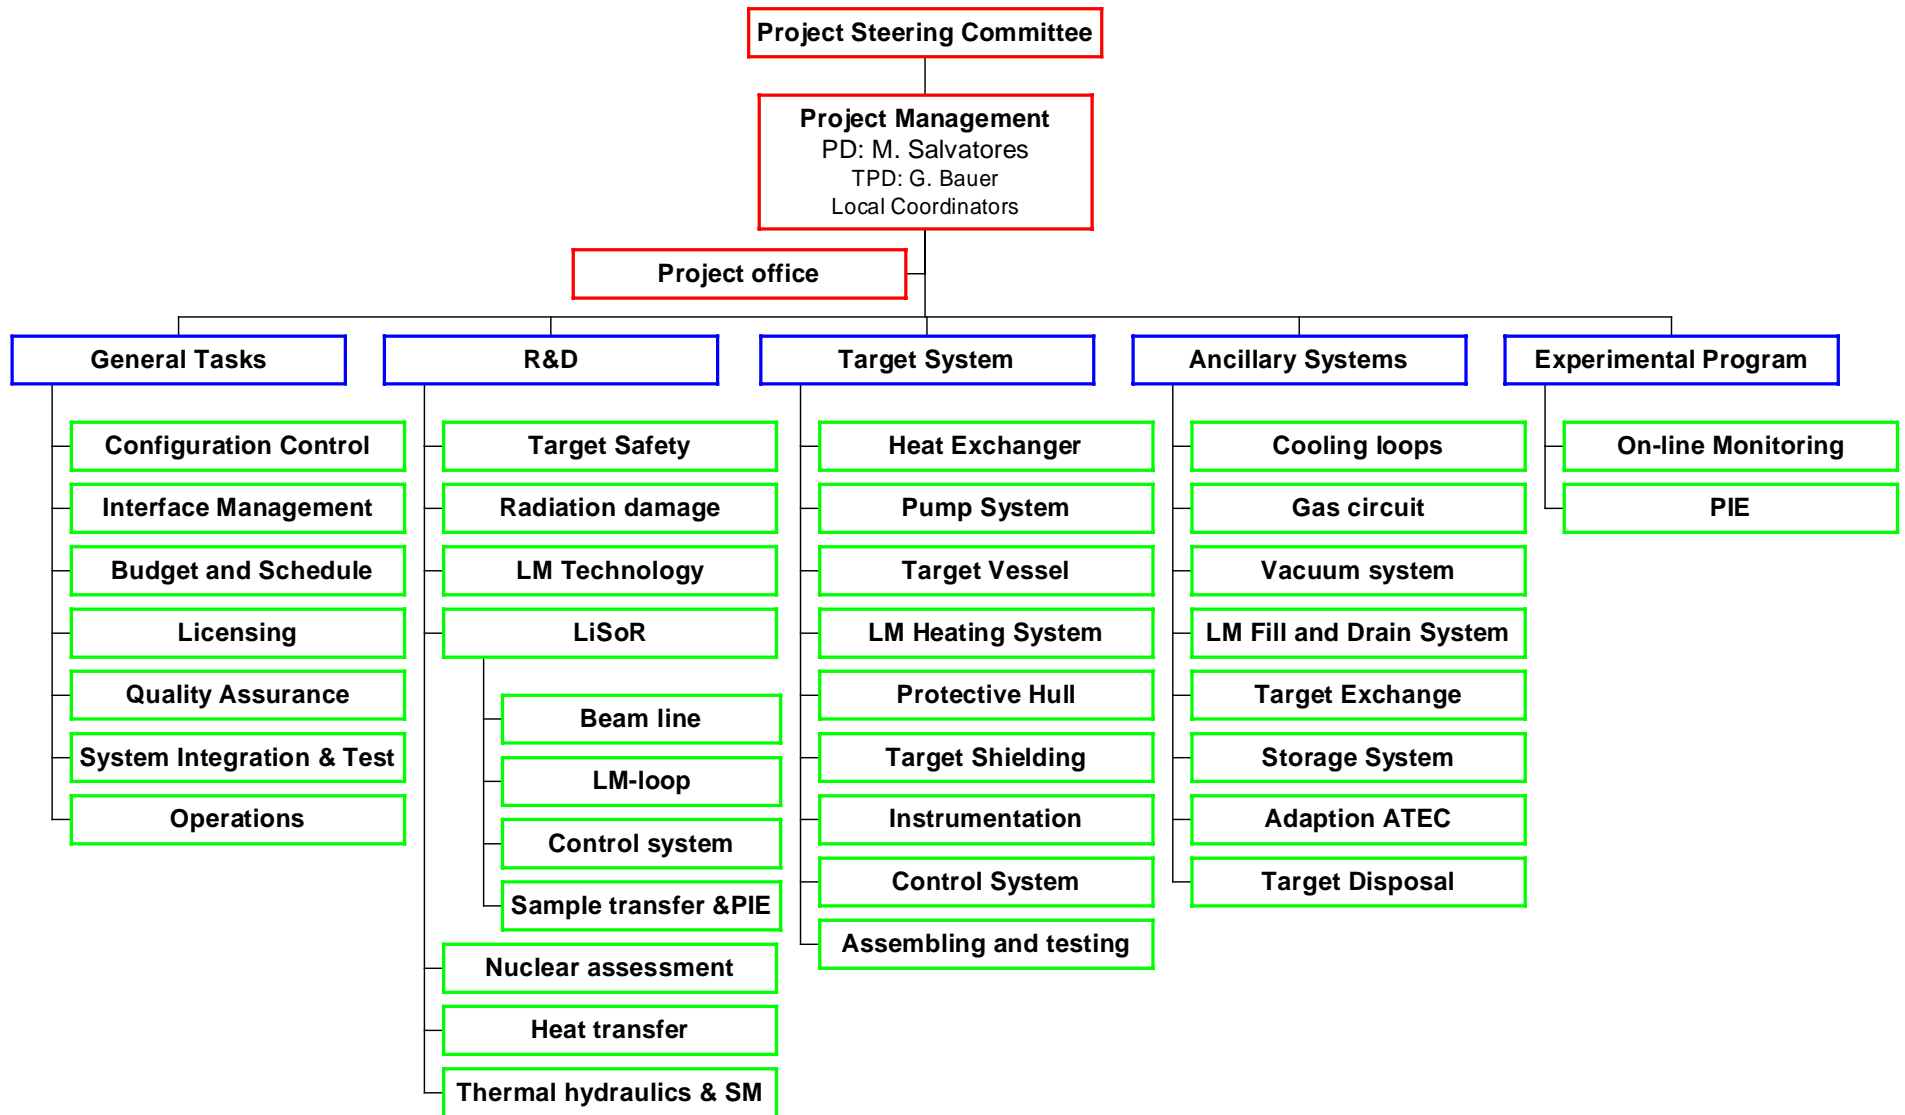 Project Steering Committee
Project Management
PD: M. Salvatores
TPD: G. Bauer
Local Coordinators
Project office
General Tasks
Configuration Control
Interface Management
Budget and Schedule
Licensing
Quality Assurance
System Integration & Test
Operations
R&D
Target Safety
Radiation damage
LM Technology
LiSoR
Beam line
LM-loop
Control system
Sample transfer &PIE
Nuclear assessment
Heat transfer
Thermal hydraulics & SM
Target System
Heat Exchanger
Pump System
Target Vessel
LM Heating System
Protective Hull
Target Shielding
Instrumentation
Control System
Assembling and testing
Ancillary Systems
Cooling loops
Gas circuit
Vacuum system
LM Fill and Drain System
Target Exchange
Storage System
Adaption ATEC
Target Disposal
Experimental Program
On-line Monitoring
PIE